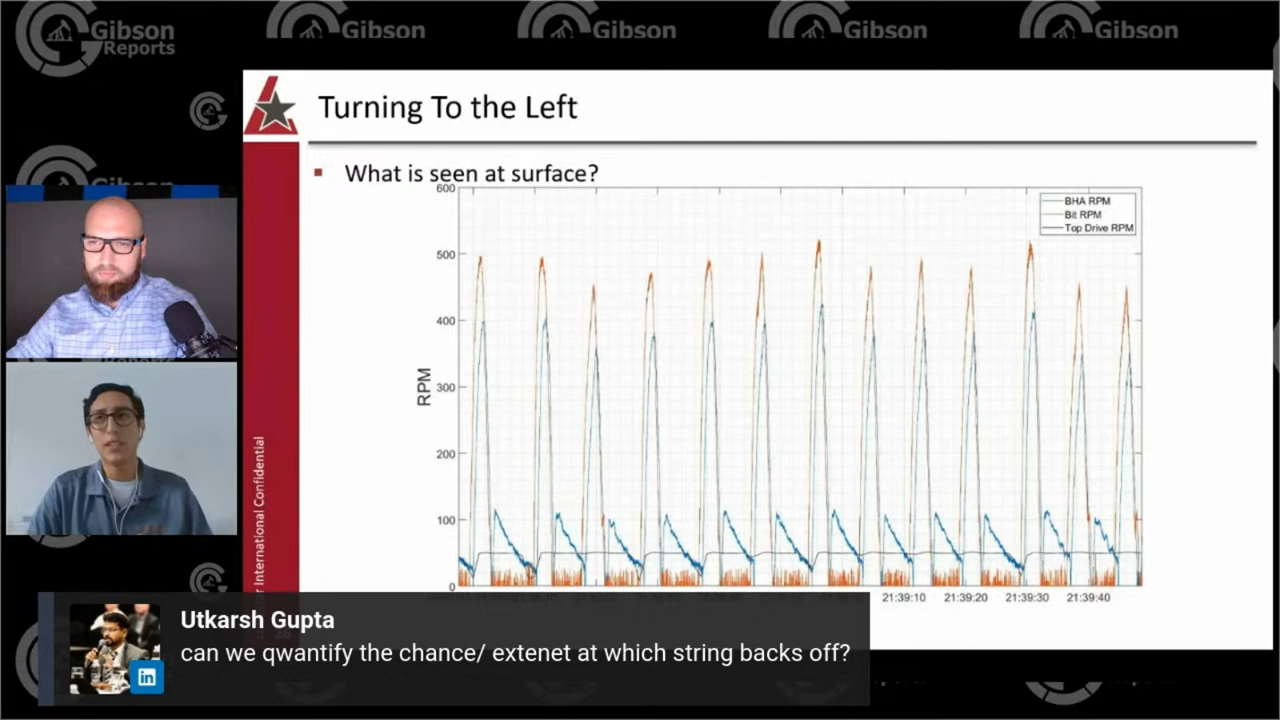 Gibson
Reports
Gibson
Gibson
Gibson
Gibson
Turning To the Left
What is seen at surface?
BHA RPM
Bit RPM
Top Drive RPM
RPM
600
500
400
300
200
100
0
21:39:10
21:39:20
21:39:30
21:39:40
International Confidential
Utkarsh Gupta
can we qwantify the chance/ extenet at which string backs off?
in